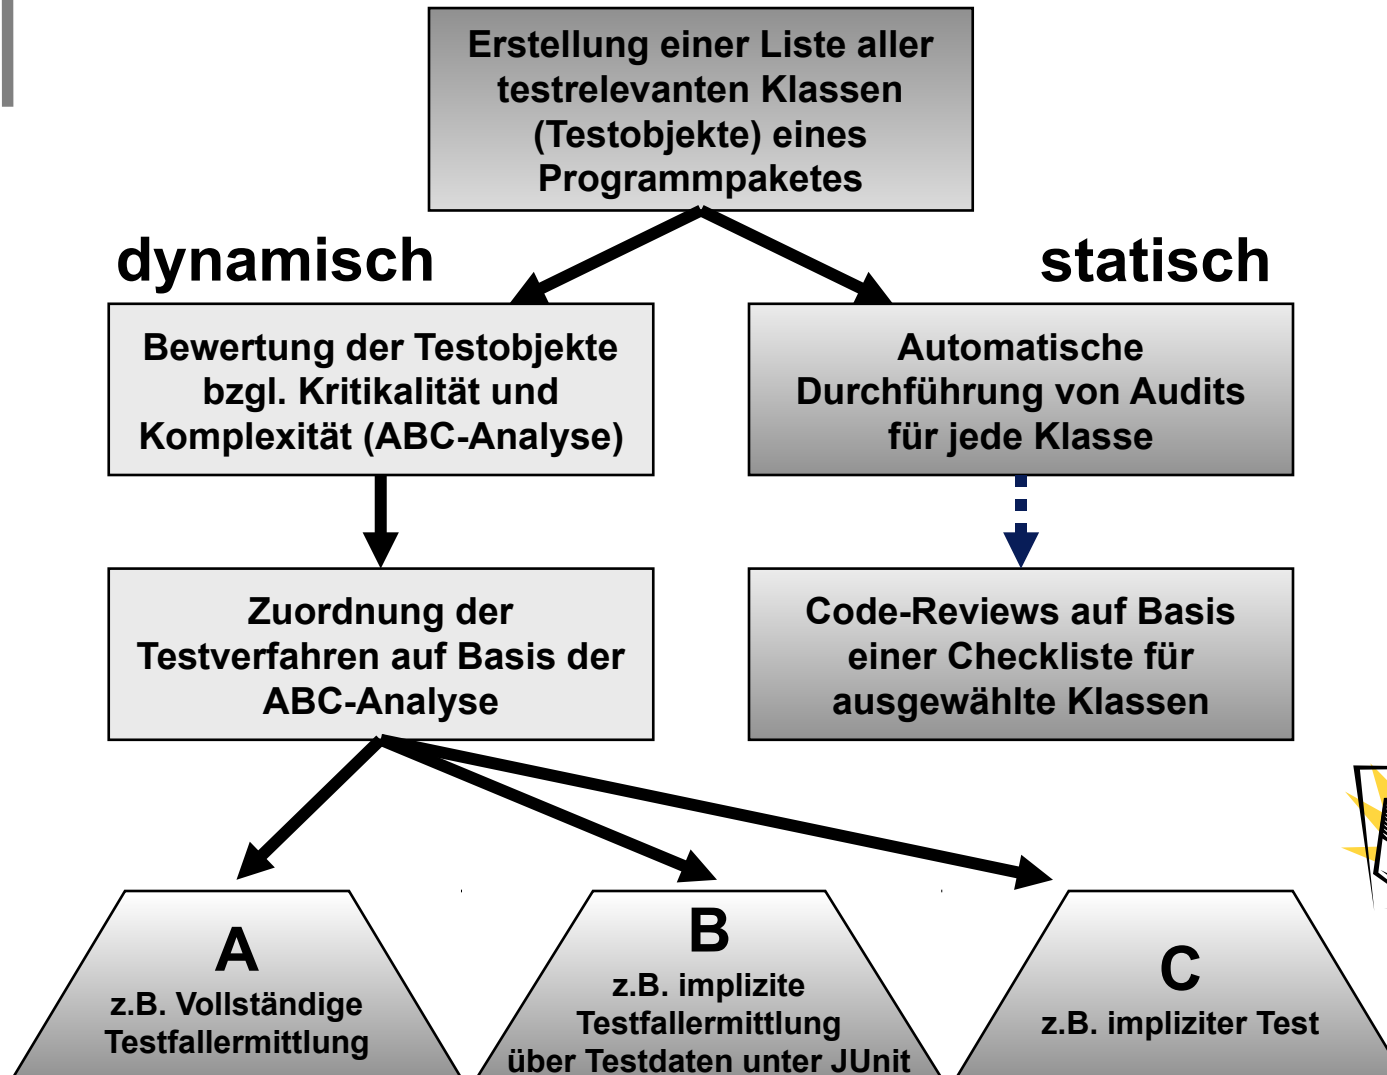 Erstellung einer Liste aller
testrelevanten Klassen
(Testobjekte) eines
Programmpaketes
dynamisch
statisch
Bewertung der Testobjekte
bzgl. Kritikalität und
Komplexität (ABC-Analyse)
Automatische
Durchführung von Audits
für jede Klasse
Zuordnung der
Testverfahren auf Basis der
ABC-Analyse
Code-Reviews auf Basis
einer Checkliste für
ausgewählte Klassen
A
z.B. Vollständige
Testfallermittlung
B
z.B. implizite
Testfallermittlung
über Testdaten unter JUnit
C
z.B. impliziter Test